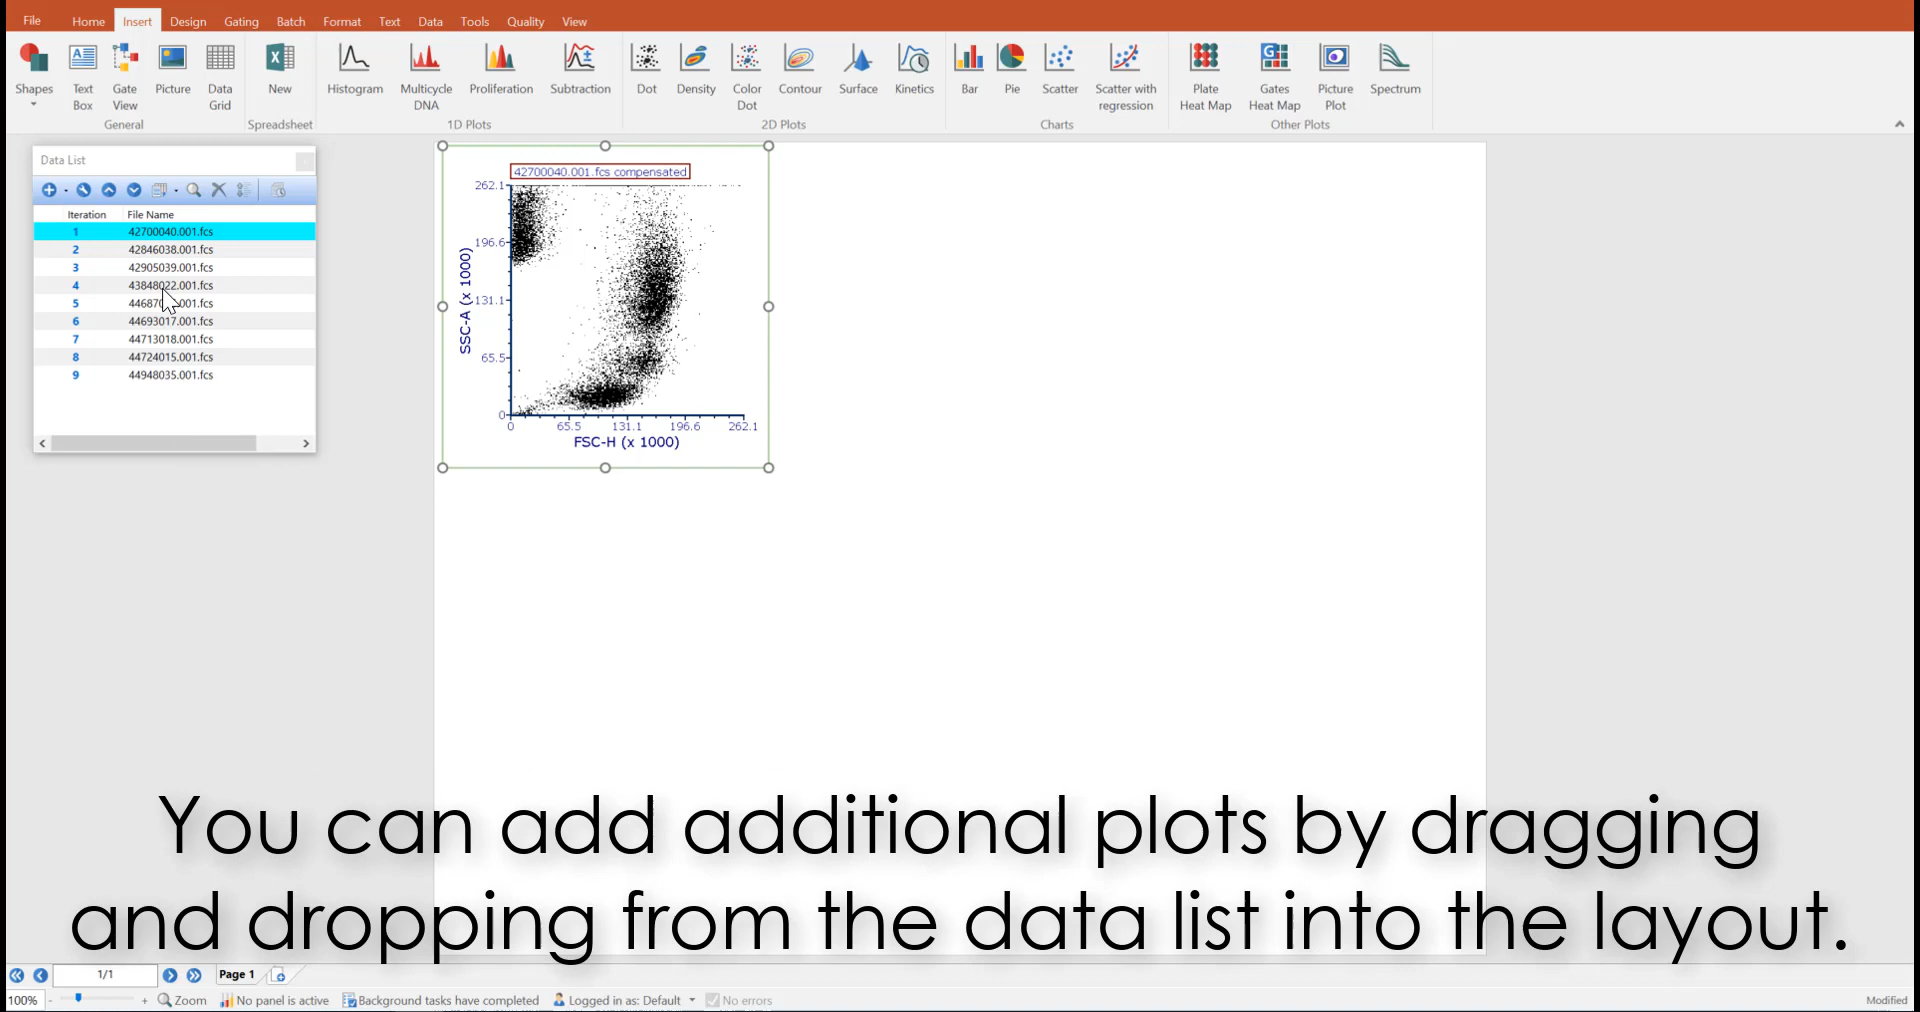 File Home Insert Design Gating Batch Format Text Data Tools Quality View
Shapes Text Box Gate View Picture Data Grid New Histogram Multicycle DNA Proliferation Subtraction Dot Density Color Dot Contour Surface Kinetics Bar Pie Scatter Scatter with regression Plate Heat Map Gates Heat Map Picture Plot Spectrum
General Spreadsheet 1D Plots 2D Plots Charts Other Plots
Data List
Iteration File Name
1 42700040.001.fcs
2 42846038.001.fcs
3 42905039.001.fcs
4 43848022.001.fcs
5
6 44693017.001.fcs
7 44713018.001.fcs
8 44724015.001.fcs
9 44948035.001.fcs
42700040.001.fcs compensated
262.1
196.6
131.1
65.5
0
SSC-A (x 1000)
0 65.5 131.1 196.6 262.1
FSC-H (x 1000)
You can add additional plots by dragging
and dropping from the data list into the layout.
1/1 Page 1
100% - + Zoom No panel is active Background tasks have completed Logged in as: Default No errors Modified